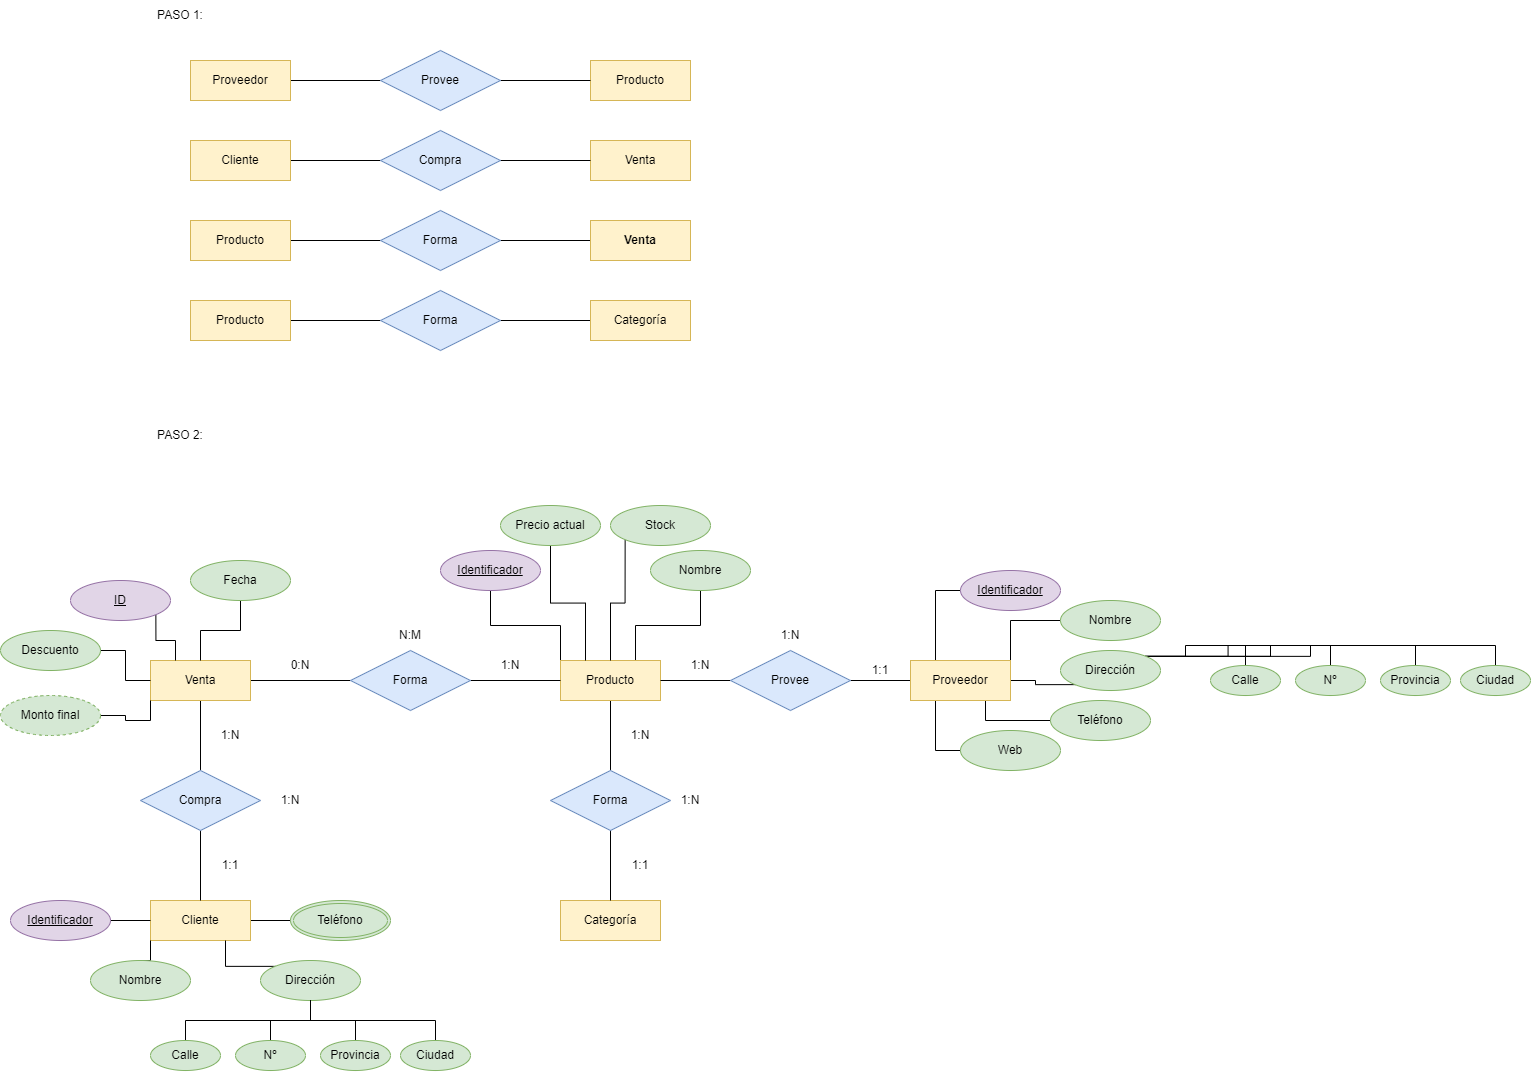 PASO 1:
Proveedor
Provee
Producto
Cliente
Compra
Venta
Producto
Forma
Venta
Producto
Forma
Categoría
PASO 2:
Precio actual
Stock
Identificador
Nombre
Fecha
ID
Identificador
Nombre
Descuento
N:M
1:N
0:N
1:N
1:N
1:1
Venta
Forma
Producto
Provee
Proveedor
Dirección
Calle
Nº
Provincia
Ciudad
Monto final
Teléfono
1:N
1:N
Web
Compra
1:N
Forma
1:N
1:1
1:1
Identificador
Cliente
Teléfono
Categoría
Nombre
Dirección
Calle
Nº
Provincia
Ciudad